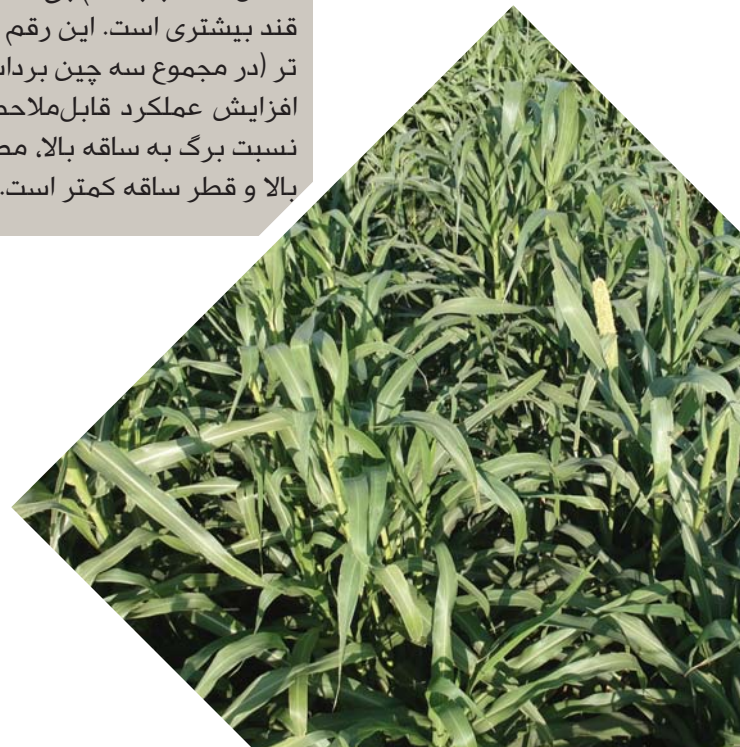 قند بیشتری است. این رقم
تر (در مجموع سه چین
افزایش عملکرد
نسبت برگ به ساقه بالا،
بالا و قطر ساقه کمتر است.